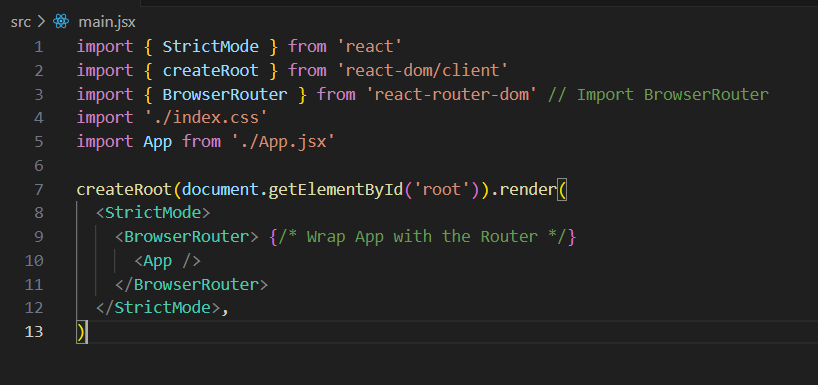 src > main.jsx
1 import { StrictMode } from 'react'
2 import { createRoot } from 'react-dom/client'
3 import { BrowserRouter } from 'react-router-dom' // Import BrowserRouter
4 import './index.css'
5 import App from './App.jsx'
6
7 createRoot(document.getElementById('root')).render(
8   <StrictMode>
9     <BrowserRouter> {/* Wrap App with the Router */}
10       <App />
11     </BrowserRouter>
12   </StrictMode>,
13 )